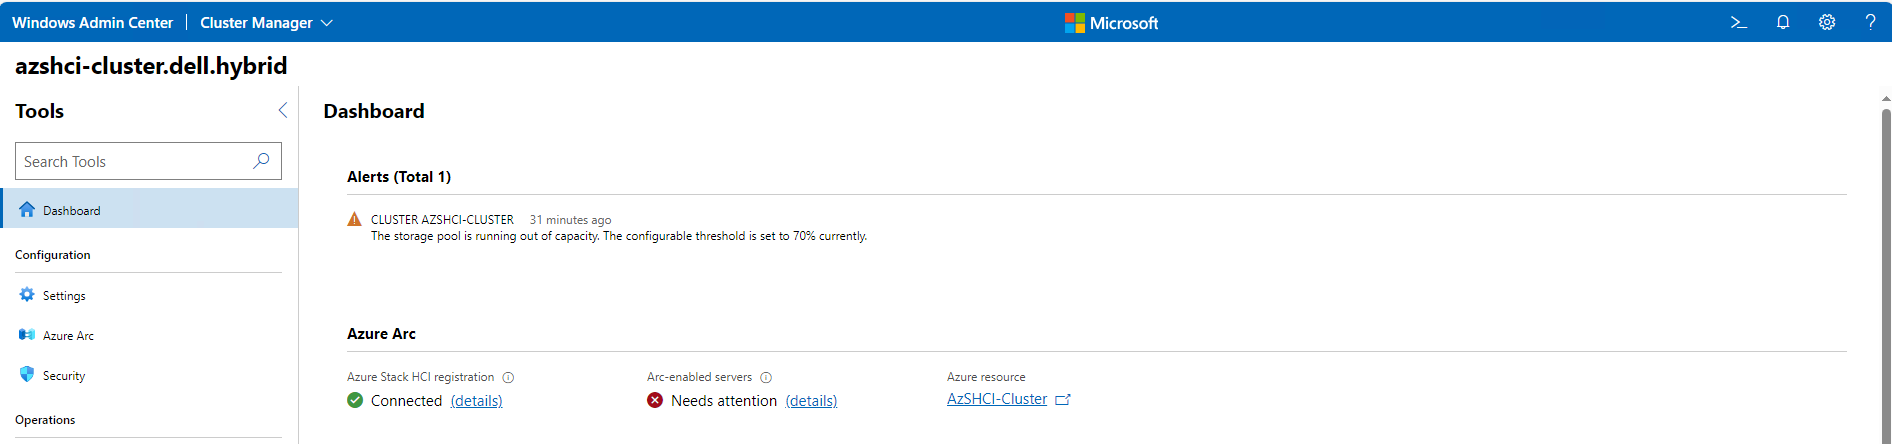 Windows Admin Center | Cluster Manager
Microsoft
>_
?
azshci-cluster.dell.hybrid
Tools
Search Tools
Dashboard
Configuration
Settings
Azure Arc
Security
Operations
Dashboard
Alerts (Total 1)
CLUSTER AZSHCI-CLUSTER 31 minutes ago
The storage pool is running out of capacity. The configurable threshold is set to 70% currently.
Azure Arc
Azure Stack HCI registration
Connected (details)
Arc-enabled servers
Needs attention (details)
Azure resource
AzSHCI-Cluster